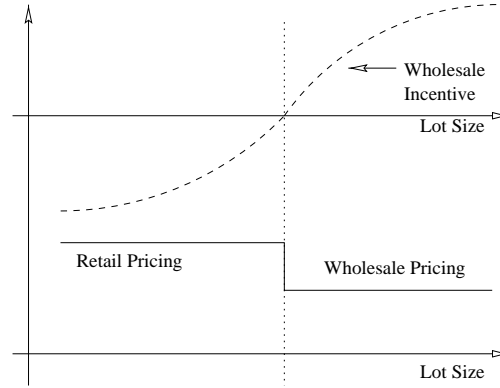 Wholesale
Incentive
Lot Size
Retail Pricing
Wholesale Pricing
Lot Size